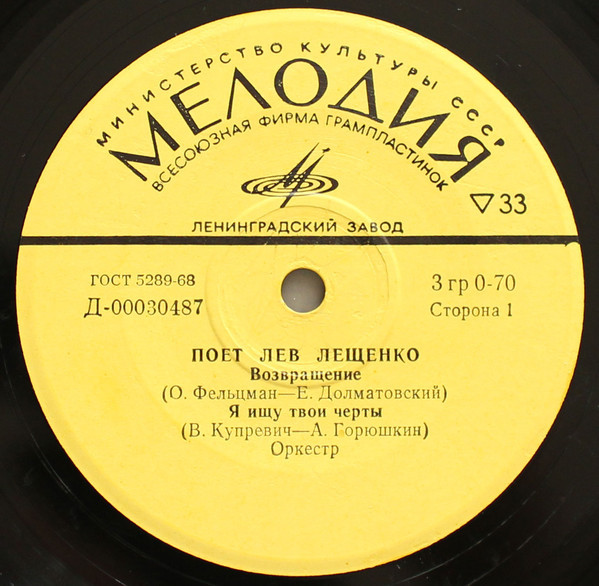 МИНИСТЕРСТВО КУЛЬТУРЫ СССР
МЕЛОДИЯ
ВСЕСОЮЗНАЯ ФИРМА ГРАМПЛАСТИНОК
▽33
ЛЕНИНГРАДСКИЙ ЗАВОД
ГОСТ 5289-68
3 гр 0-70
Д-00030487
Сторона 1
ПОЕТ ЛЕВ ЛЕЩЕНКО
Возвращение
(О. Фельцман—Е. Долматовский)
Я ищу твои черты
(В. Купревич—А. Горюшкин)
Оркестр